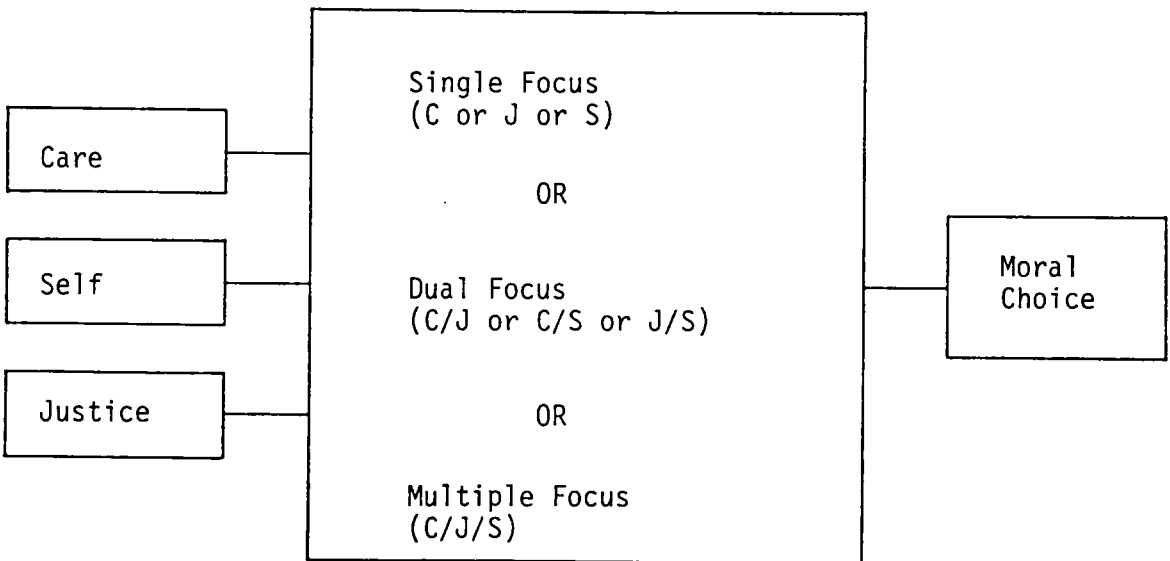 Care
Self
Justice
Single Focus
(C or J or S)
OR
Dual Focus
(C/J or C/S or J/S)
OR
Multiple Focus
(C/J/S)
Moral
Choice